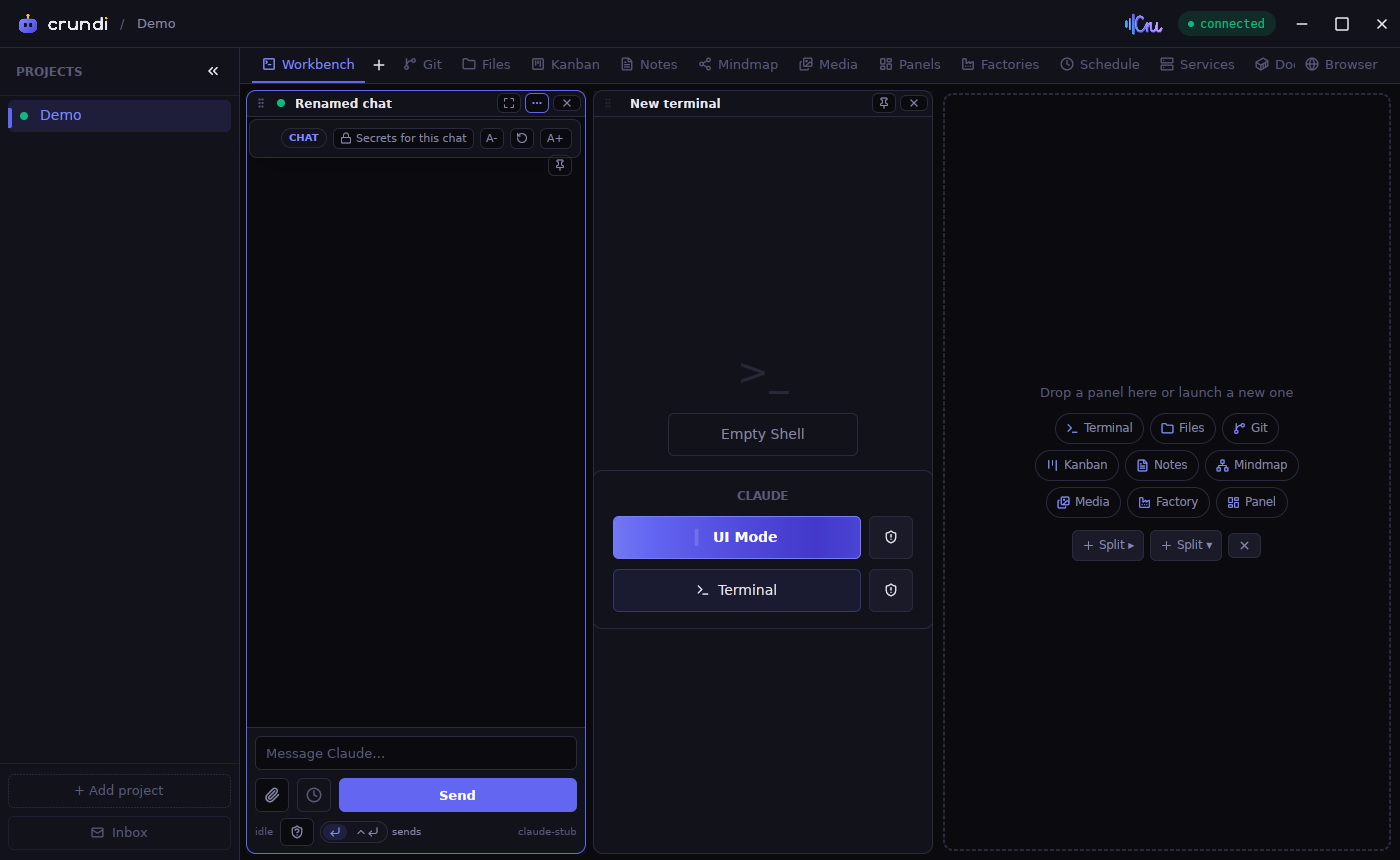 crundi / Demo
Cru
connected
PROJECTS
Workbench
Git
Files
Kanban
Notes
Mindmap
Media
Panels
Factories
Schedule
Services
Browser
Demo
Renamed chat
CHAT
Secrets for this chat
A-
A+
New terminal
>_
Empty Shell
CLAUDE
UI Mode
Terminal
Drop a panel here or launch a new one
Terminal
Files
Git
Kanban
Notes
Mindmap
Media
Factory
Panel
+ Split ▸
+ Split ▾
Message Claude...
Send
idle
sends
claude-stub
+ Add project
Inbox